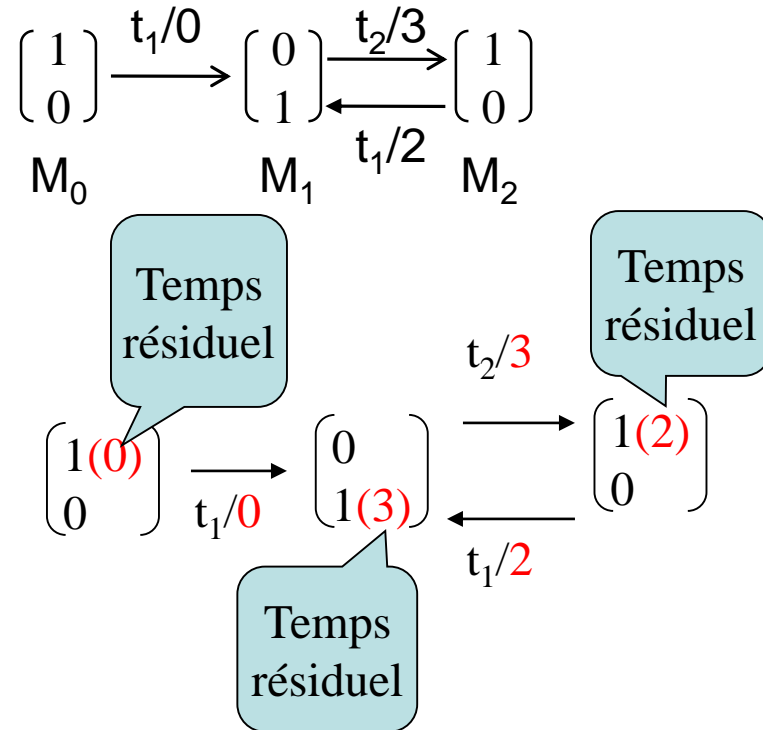 t₁/0 t₂/3
1 0 1
0 1 0
t₁/2
M₀ M₁ M₂
Temps
résiduel
Temps
résiduel
t₂/3
1(0) 0 1(2)
0 1(3) 0
t₁/0 t₁/2
Temps
résiduel